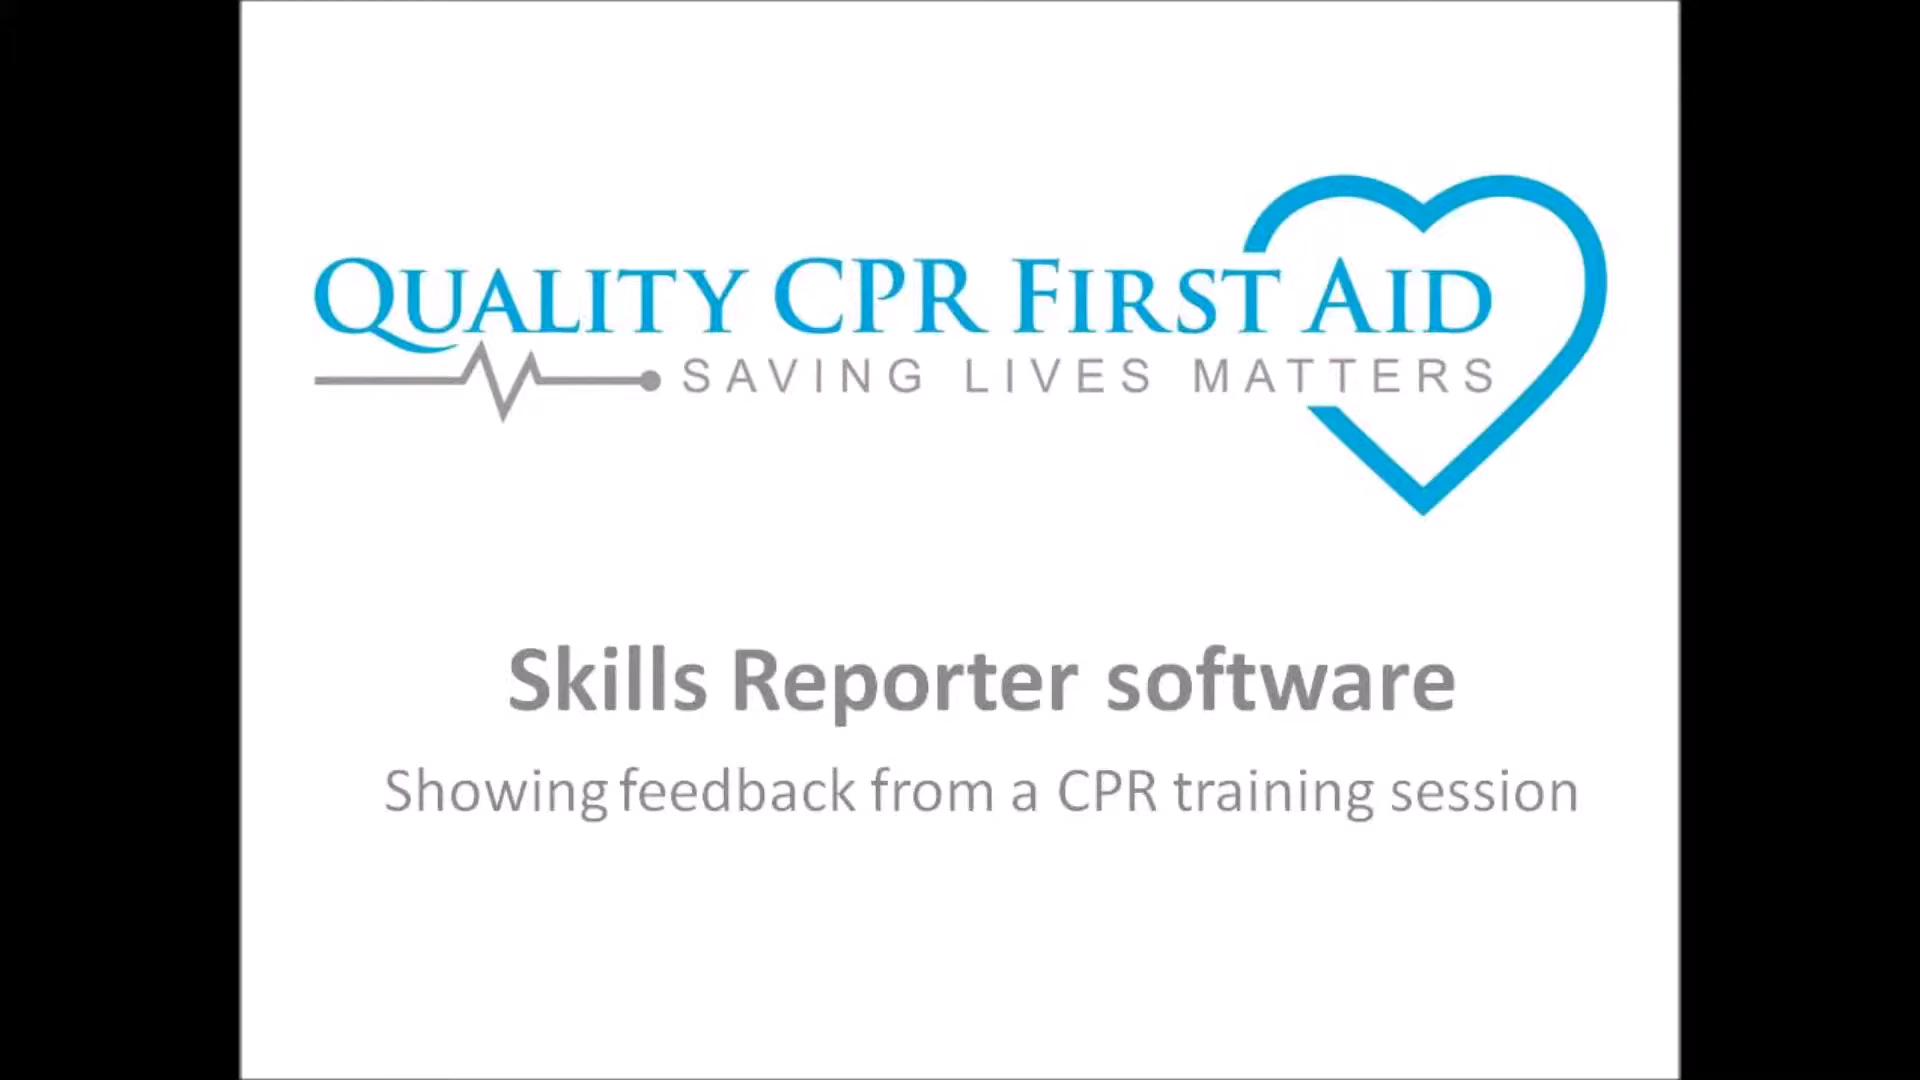 QUALITY CPR FIRST AID
SAVING LIVES MATTERS
Skills Reporter software
Showing feedback from a CPR training session